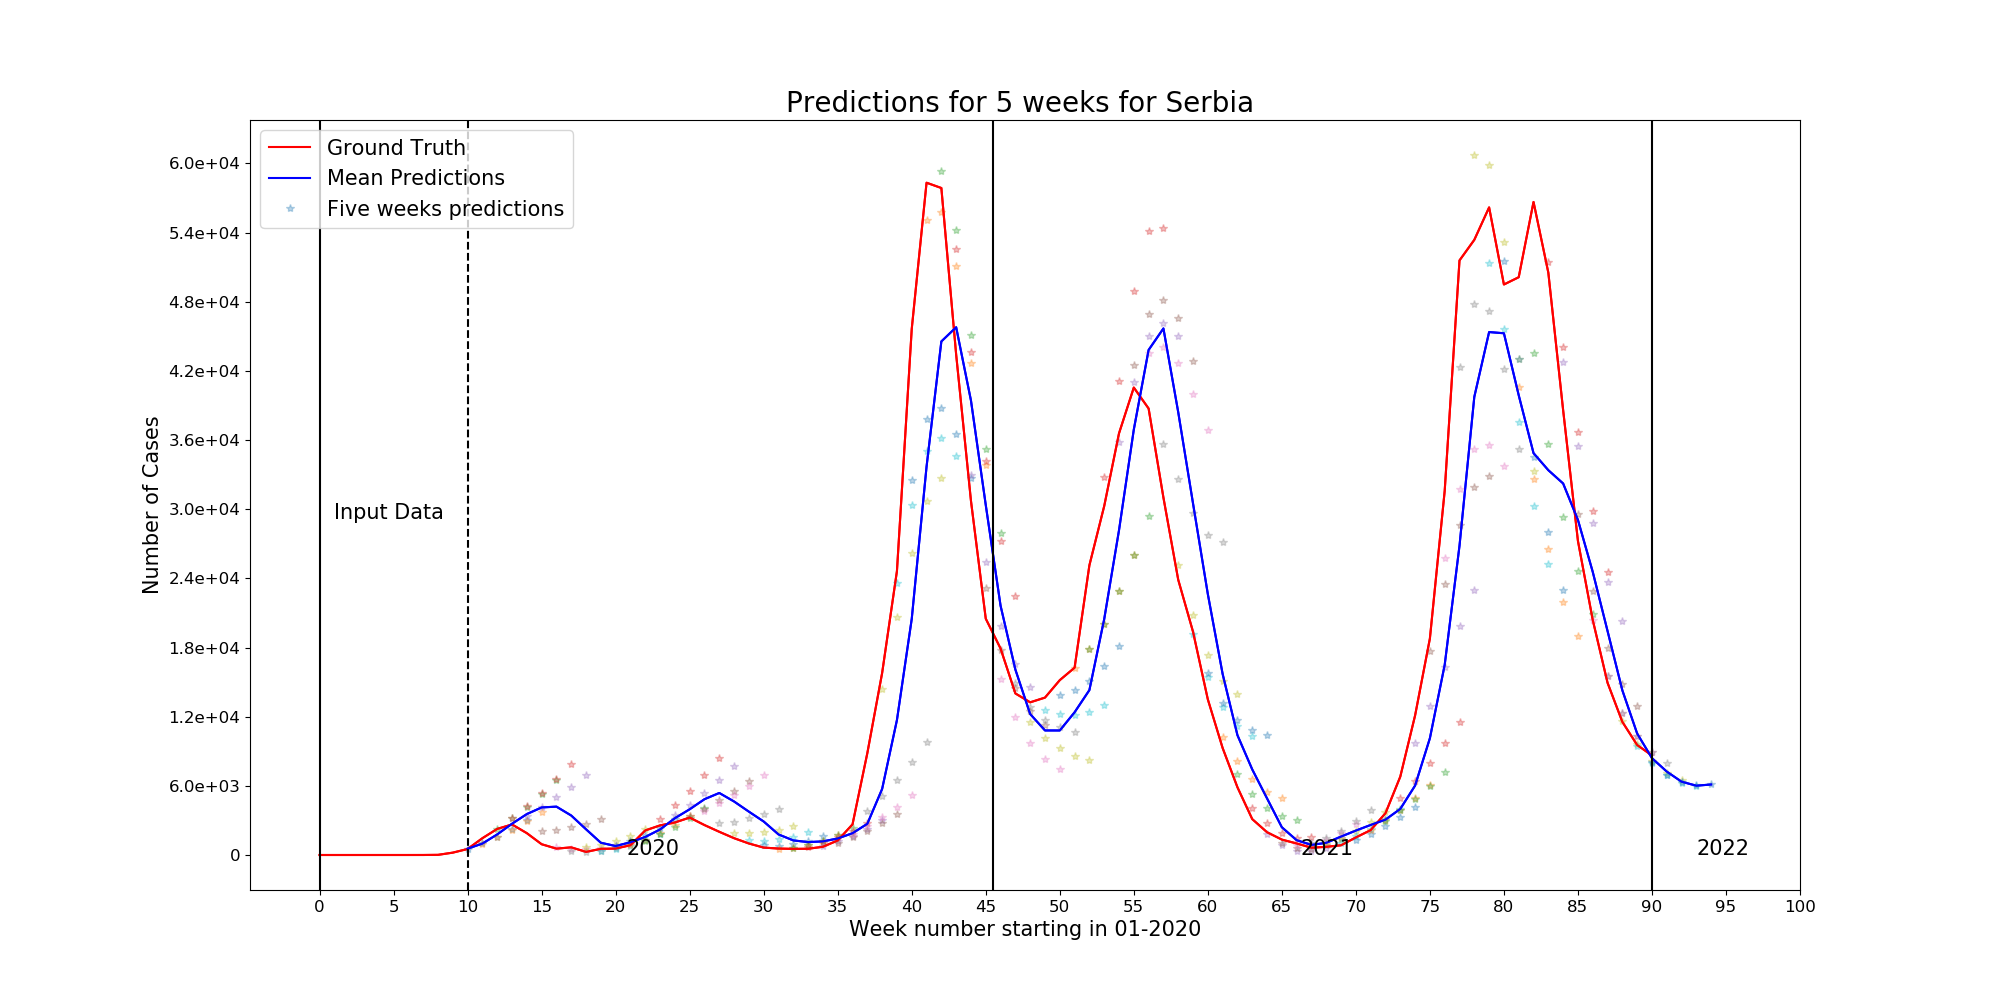 Predictions for 5 weeks for Serbia
Ground Truth
Mean Predictions
Five weeks predictions
6.0e+04
5.4e+04
4.8e+04
4.2e+04
3.6e+04
3.0e+04
2.4e+04
1.8e+04
1.2e+04
6.0e+03
0
Number of Cases
Input Data
2020
2021
2022
0 5 10 15 20 25 30 35 40 45 50 55 60 65 70 75 80 85 90 95 100
Week number starting in 01-2020